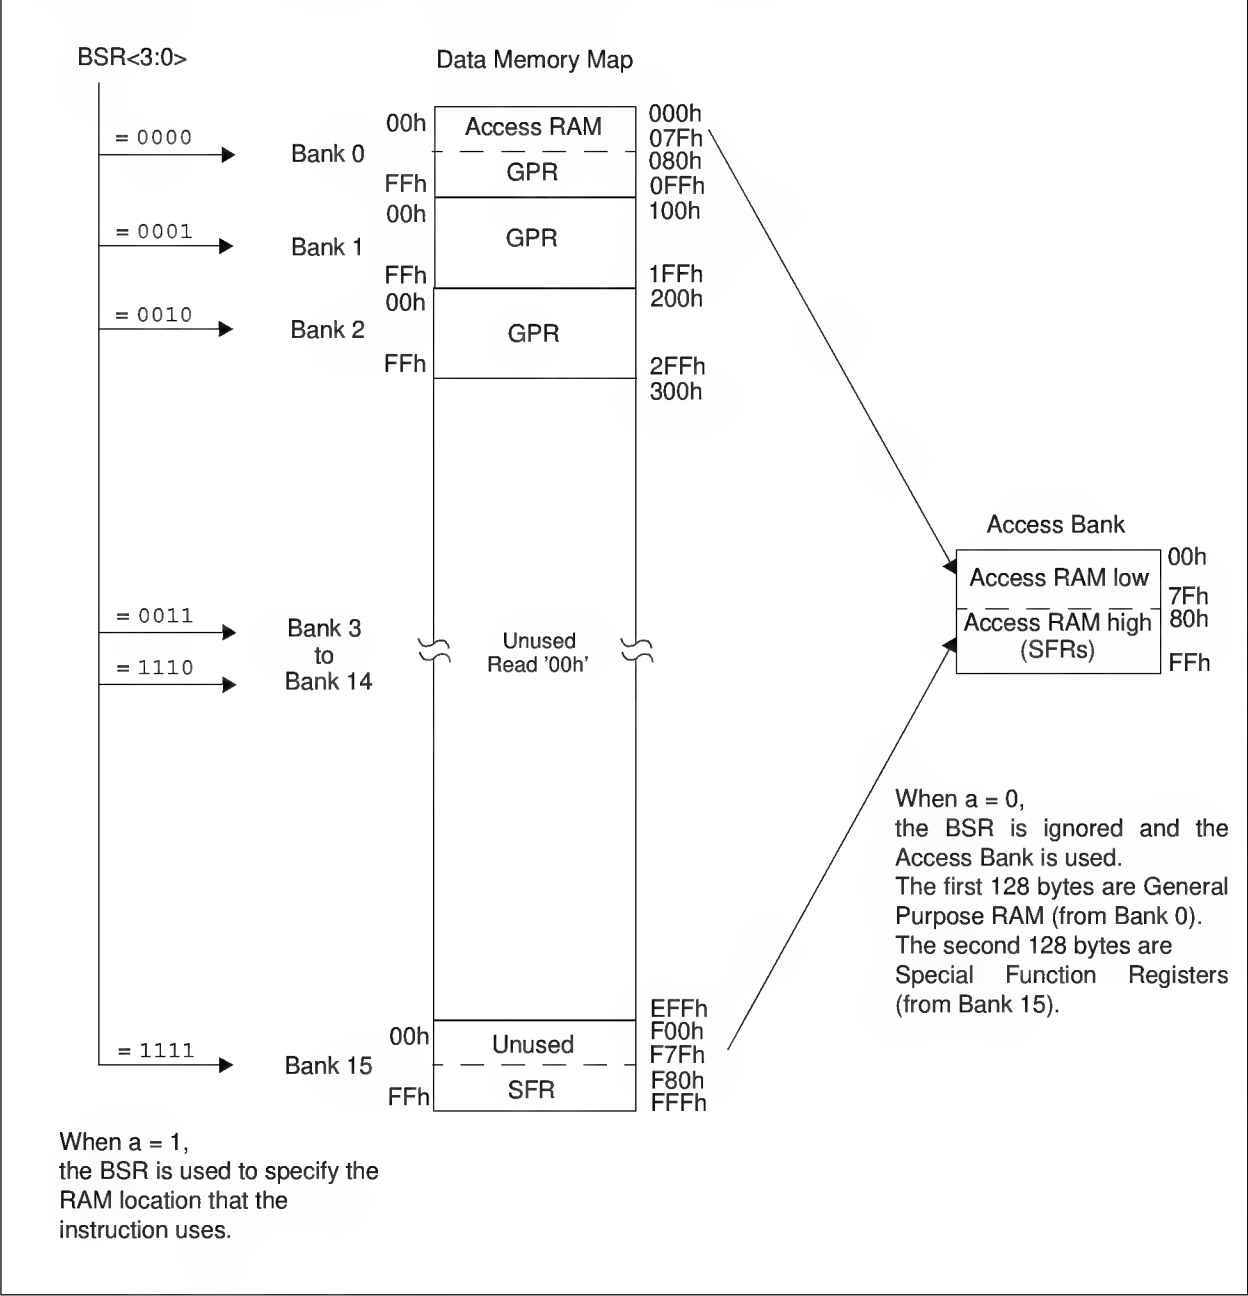 BSR<3:0>
Data Memory Map
= 0000
Bank 0
00h
Access RAM
000h
07Fh
080h
GPR
FFh
0FFh
= 0001
Bank 1
00h
GPR
100h
FFh
1FFh
= 0010
Bank 2
00h
GPR
200h
FFh
2FFh
300h
= 0011
Bank 3
to
= 1110
Bank 14
Unused
Read '00h'
Access Bank
Access RAM low
00h
7Fh
Access RAM high
(SFRs)
80h
FFh
When a = 0,
the BSR is ignored and the
Access Bank is used.
The first 128 bytes are General
Purpose RAM (from Bank 0).
The second 128 bytes are
Special Function Registers
(from Bank 15).
EFFh
= 1111
Bank 15
00h
Unused
F00h
F7Fh
FFh
SFR
F80h
FFFh
When a = 1,
the BSR is used to specify the
RAM location that the
instruction uses.